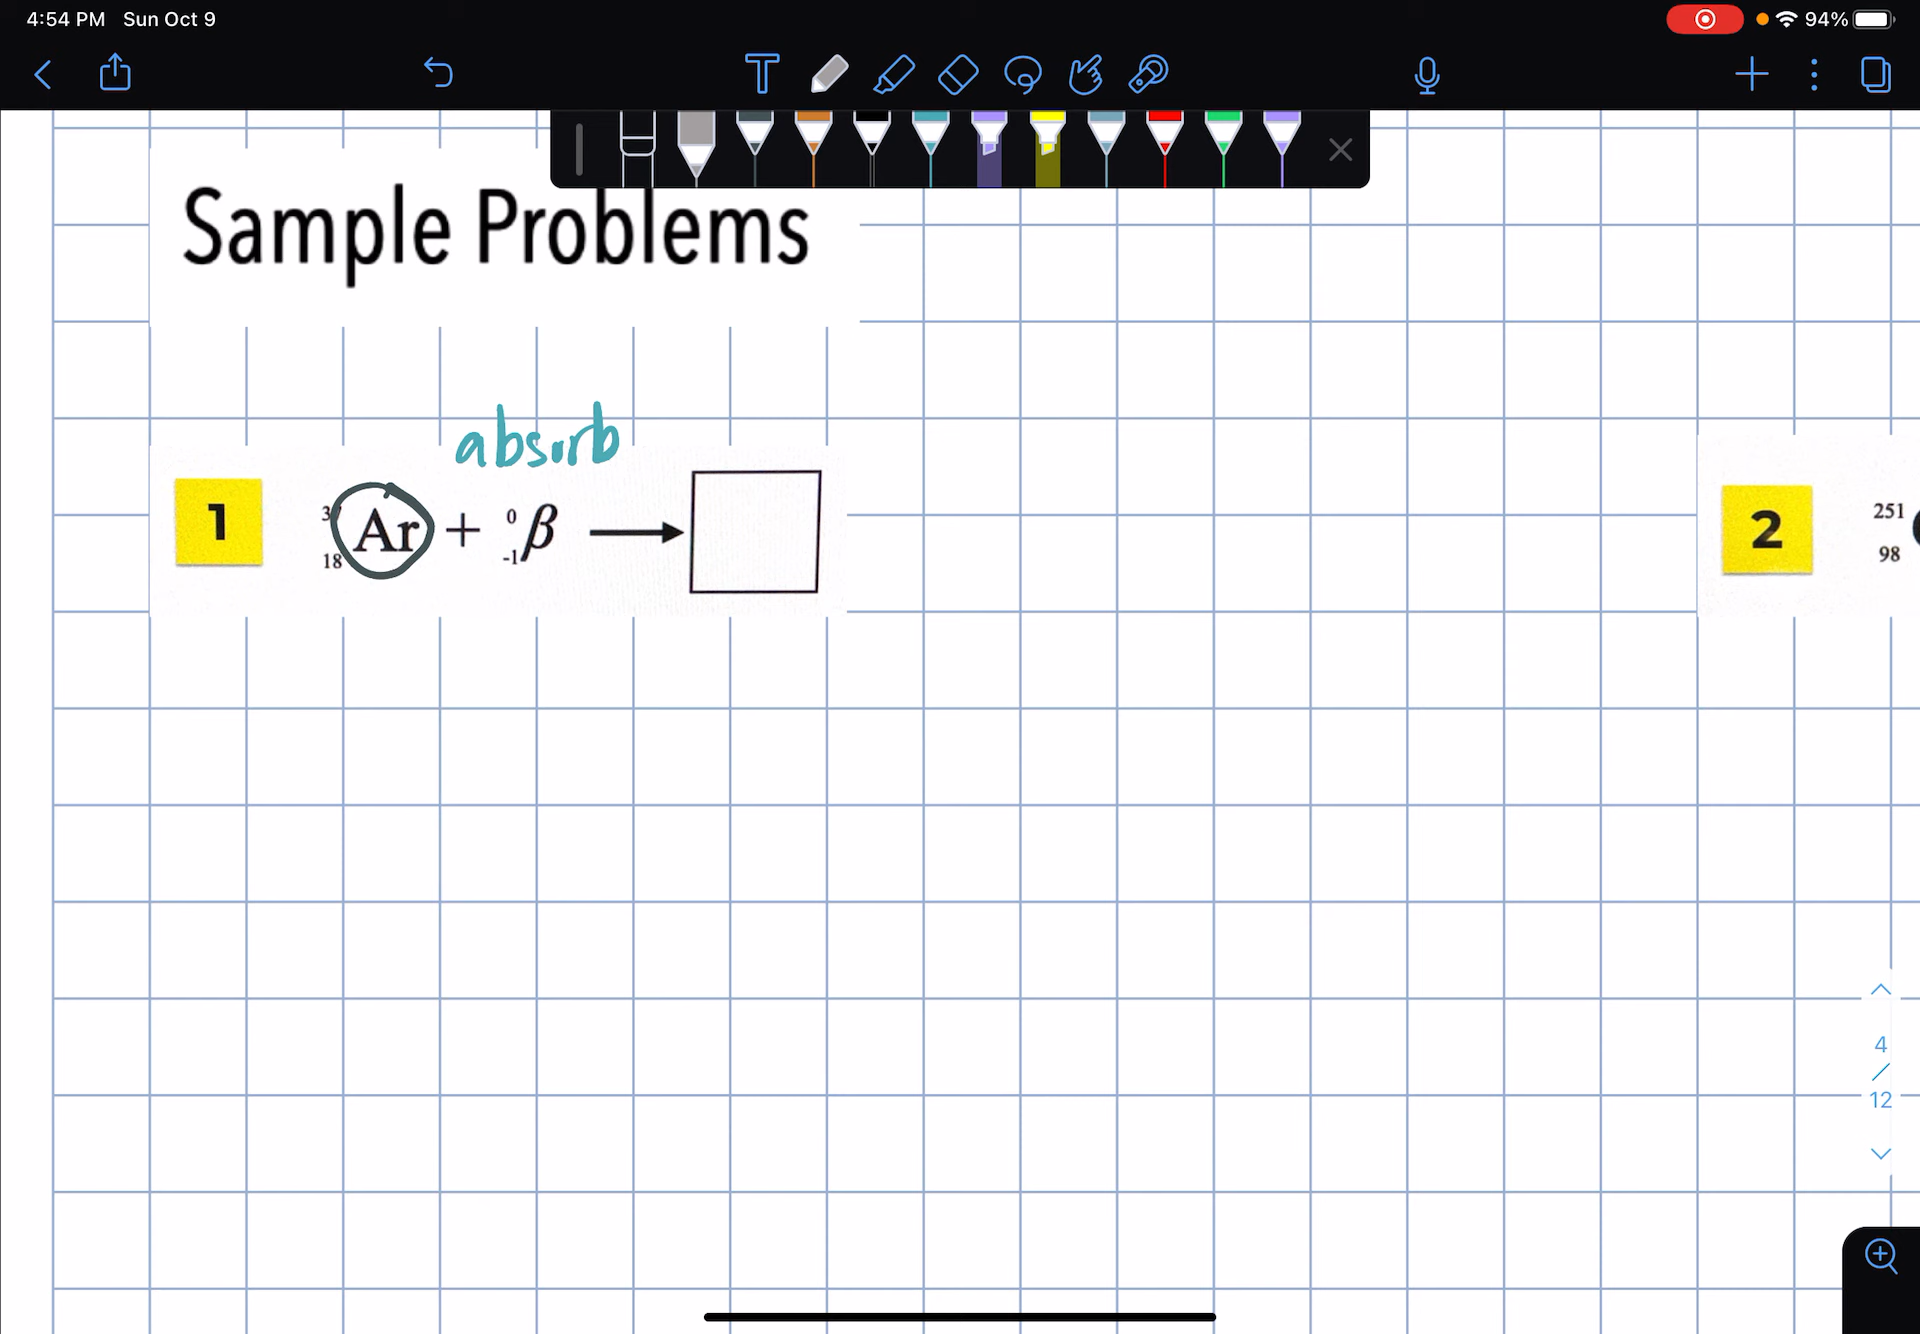 4:54 PM Sun Oct 9
94%
T
Sample Problems
absorb
1
18 Ar + 0 -1 β →
2
251
98
4
/
12